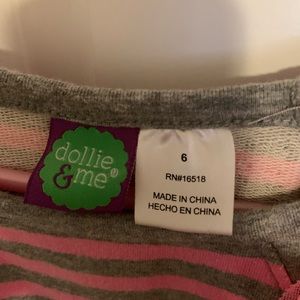 dollie
& me®
6
RN#16518
MADE IN CHINA
HECHO EN CHINA